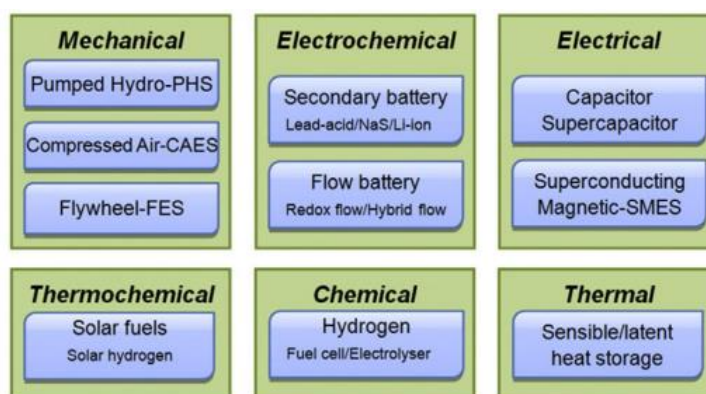 Mechanical
Pumped Hydro-PHS
Compressed Air-CAES
Flywheel-FES
Electrochemical
Secondary battery
Lead-acid/NaS/Li-ion
Flow battery
Redox flow/Hybrid flow
Electrical
Capacitor
Supercapacitor
Superconducting
Magnetic-SMES
Thermochemical
Solar fuels
Solar hydrogen
Chemical
Hydrogen
Fuel cell/Electrolyser
Thermal
Sensible/latent
heat storage